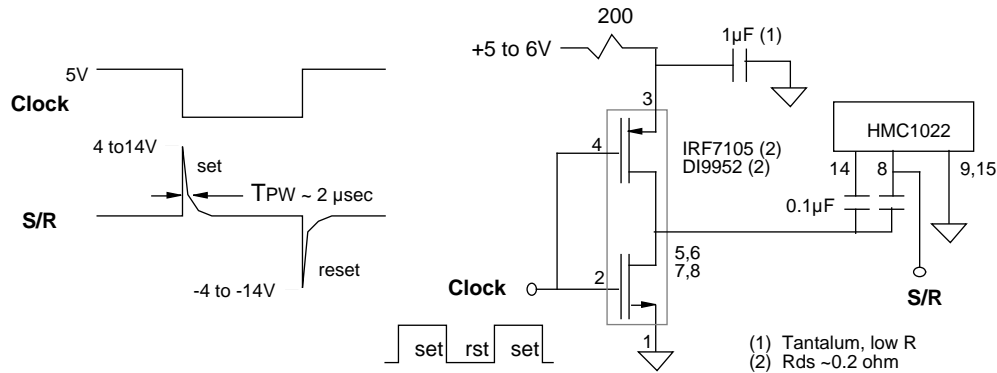 5V
Clock
4 to14V
set
TPW ~ 2 μsec
S/R
reset
-4 to -14V
200
+5 to 6V
1μF (1)
3
4
IRF7105 (2)
DI9952 (2)
HMC1022
14
8
9,15
0.1μF
5,6
7,8
2
Clock
1
S/R
set rst set
(1) Tantalum, low R
(2) Rds ~0.2 ohm